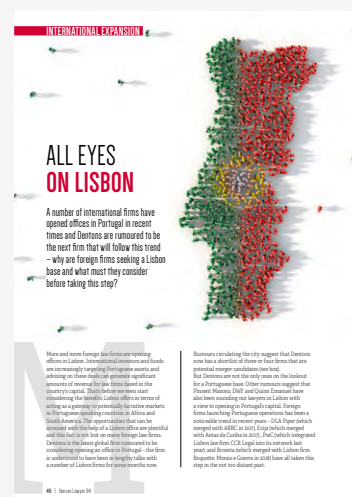 INTERNATIONAL EXPANSION
ALL EYES
ON LISBON
A number of international firms have
opened offices in Portugal in recent
times and Dentons are rumoured to be
the next firm that will follow this trend
– why are foreign firms seeking a Lisbon
base and what must they consider
before taking this step?
More and more foreign law firms are opening
offices in Lisbon. International investors and funds
are increasingly targeting Portuguese assets, and
advising on these deals can generate significant
amounts of revenue for law firms based in the
country's capital. That's before we even start
considering the benefits Lisbon offers in terms of
acting as a gateway to potentially lucrative markets
in Portuguese-speaking countries in Africa and
South America. The opportunities that can be
accessed with the help of a Lisbon office are plentiful
and this fact is not lost on many foreign law firms.
Dentons is the latest global firm rumoured to be
considering opening an office in Portugal – the firm
is understood to have been in lengthy talks with
a number of Lisbon firms for some months now.
Rumours circulating the city suggest that Dentons
now has a shortlist of three or four firms that are
potential merger candidates (see box).
But Dentons are not the only ones on the lookout
for a Portuguese base. Other rumours suggest that
Pinsent Masons, DWF and Quinn Emanuel have
also been sounding out lawyers in Lisbon with
a view to opening in Portugal's capital. Foreign
firms launching Portuguese operations has been a
noticeable trend in recent years – DLA Piper (which
merged with ABBC in 2017), Ecija (which merged
with Antas da Cunha in 2017), PwC (which integrated
Lisbon law firm CCR Legal into its network last
year), and Broseta (which merged with Lisbon firm
Roquette, Morais e Guerra in 2018) have all taken this
step in the not too distant past.
M
48 | Iberian Lawyer 84